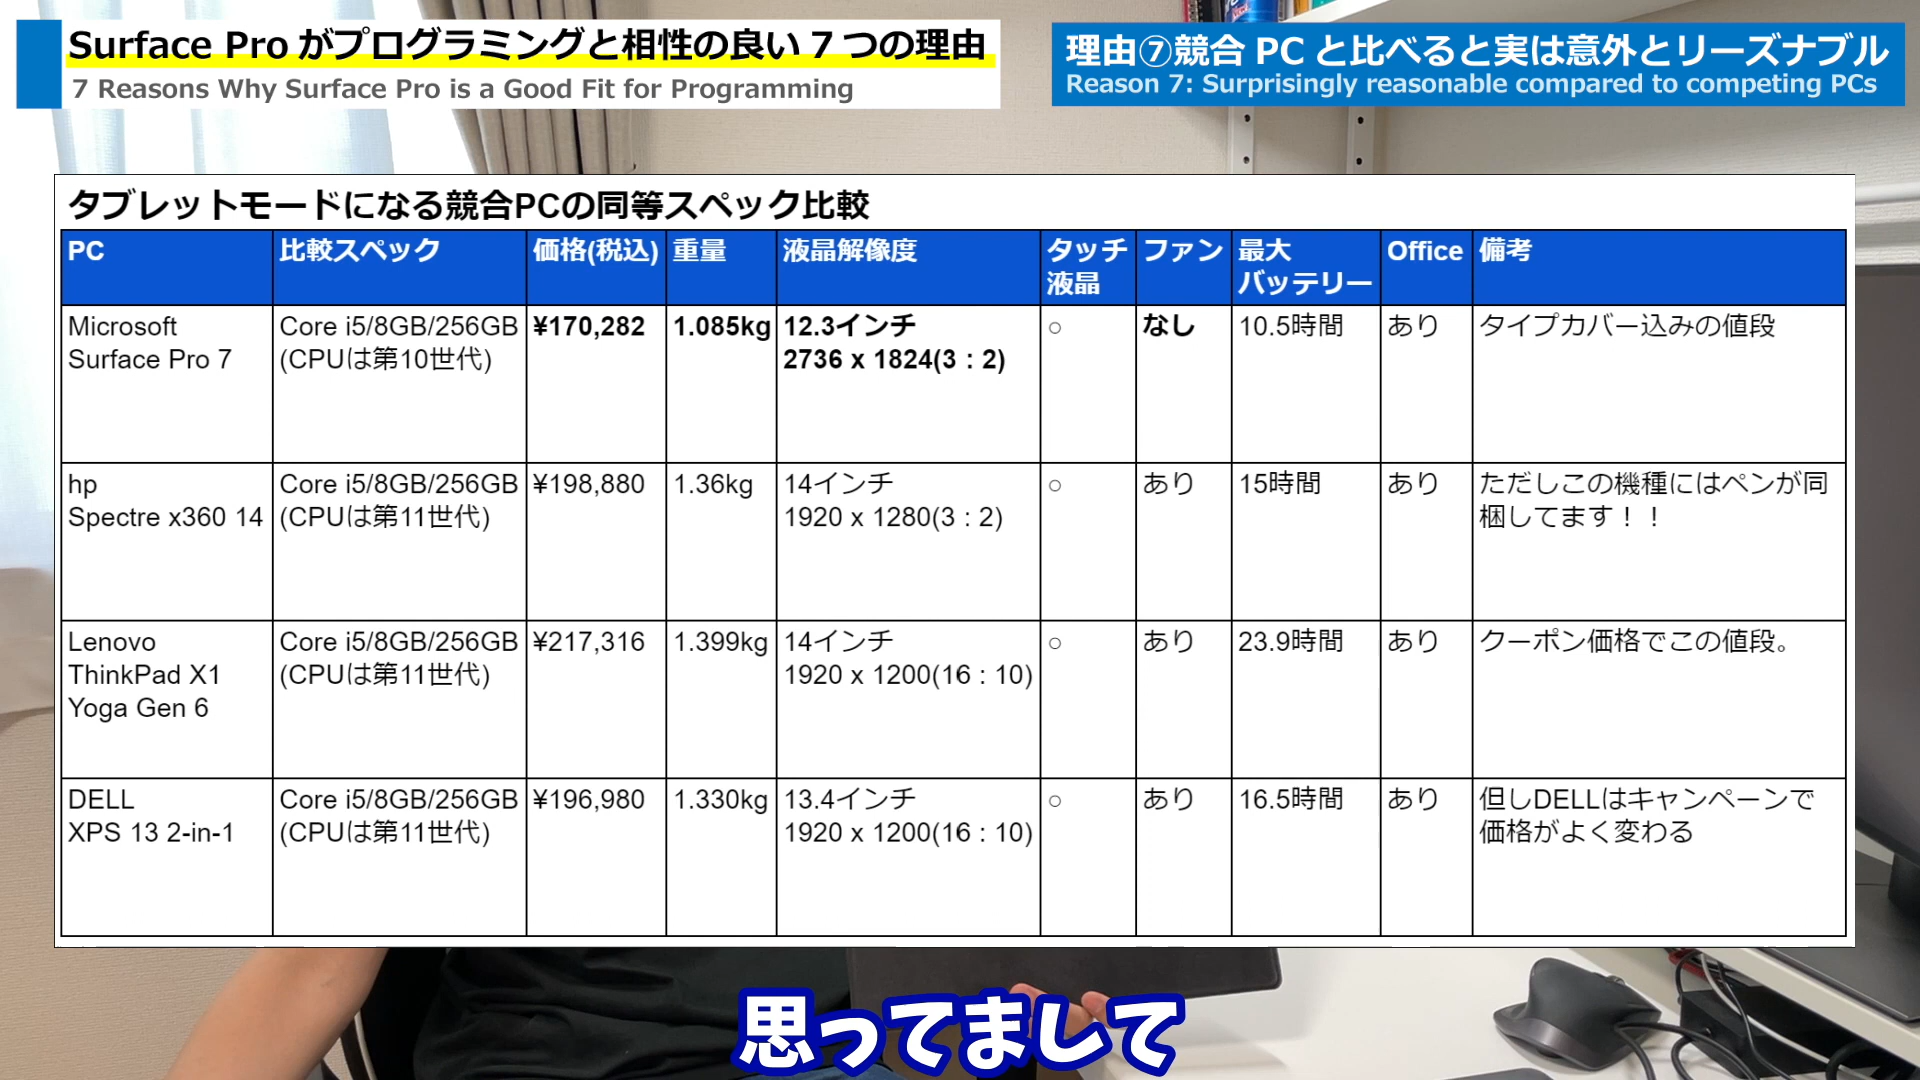 Surface Pro がプログラミングと相性の良い 7 つの理由
7 Reasons Why Surface Pro is a Good Fit for Programming
理由⑦競合 PC と比べると実は意外とリーズナブル
Reason 7: Surprisingly reasonable compared to competing PCs
タブレットモードになる競合PCの同等スペック比較
PC 比較スペック 価格(税込) 重量 液晶解像度 タッチ液晶 ファン 最大バッテリー Office 備考
Microsoft Surface Pro 7 Core i5/8GB/256GB (CPUは第10世代) ¥170,282 1.085kg 12.3インチ 2736 x 1824(3:2) ○ なし 10.5時間 あり タイプカバー込みの値段
hp Spectre x360 14 Core i5/8GB/256GB (CPUは第11世代) ¥198,880 1.36kg 14インチ 1920 x 1280(3:2) ○ あり 15時間 あり ただしこの機種にはペンが同梱してます！！
Lenovo ThinkPad X1 Yoga Gen 6 Core i5/8GB/256GB (CPUは第11世代) ¥217,316 1.399kg 14インチ 1920 x 1200(16:10) ○ あり 23.9時間 あり クーポン価格でこの値段。
DELL XPS 13 2-in-1 Core i5/8GB/256GB (CPUは第11世代) ¥196,980 1.330kg 13.4インチ 1920 x 1200(16:10) ○ あり 16.5時間 あり 但しDELLはキャンペーンで価格がよく変わる
思ってまして